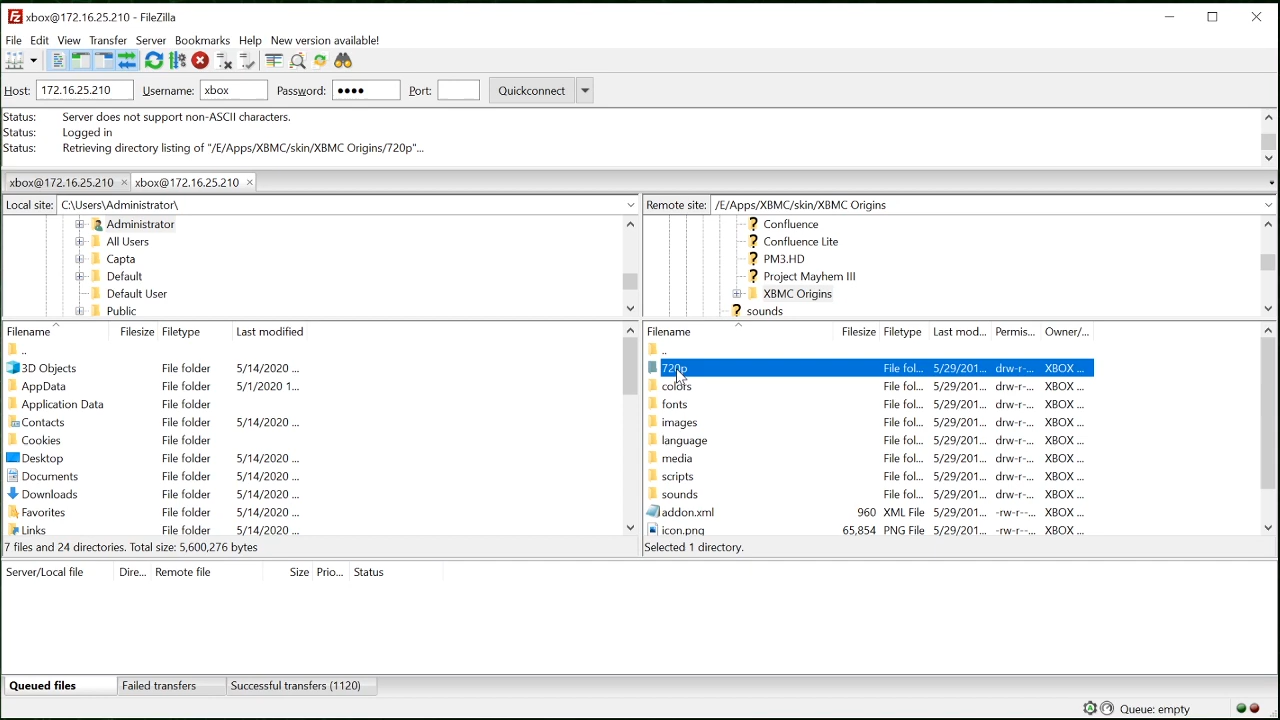 xbox@172.16.25.210 - FileZilla
File Edit View Transfer Server Bookmarks Help New version available!
Host: 172.16.25.210 Username: xbox Password: ●●●● Port: Quickconnect
Status: Server does not support non-ASCII characters.
Status: Logged in
Status: Retrieving directory listing of "/E/Apps/XBMC/skin/XBMC Origins/720p"...
xbox@172.16.25.210 × xbox@172.16.25.210 ×
Local site: C:\Users\Administrator\
Administrator
All Users
Capta
Default
Default User
Public
Filename Filesize Filetype Last modified
..
3D Objects File folder 5/14/2020 ...
AppData File folder 5/1/2020 1...
Application Data File folder
Contacts File folder 5/14/2020 ...
Cookies File folder
Desktop File folder 5/14/2020 ...
Documents File folder 5/14/2020 ...
Downloads File folder 5/14/2020 ...
Favorites File folder 5/14/2020 ...
Links File folder 5/14/2020 ...
7 files and 24 directories. Total size: 5,600,276 bytes
Remote site: /E/Apps/XBMC/skin/XBMC Origins
Confluence
Confluence Lite
PM3.HD
Project Mayhem III
XBMC Origins
sounds
Filename Filesize Filetype Last mod... Permis... Owner/...
..
720p File fol... 5/29/201... drw-r-... XBOX ...
colors File fol... 5/29/201... drw-r-... XBOX ...
fonts File fol... 5/29/201... drw-r-... XBOX ...
images File fol... 5/29/201... drw-r-... XBOX ...
language File fol... 5/29/201... drw-r-... XBOX ...
media File fol... 5/29/201... drw-r-... XBOX ...
scripts File fol... 5/29/201... drw-r-... XBOX ...
sounds File fol... 5/29/201... drw-r-... XBOX ...
addon.xml 960 XML File 5/29/201... -rw-r--... XBOX ...
icon.png 65,854 PNG File 5/29/201... -rw-r--... XBOX ...
Selected 1 directory.
Server/Local file Dire... Remote file Size Prio... Status
Queued files Failed transfers Successful transfers (1120)
Queue: empty